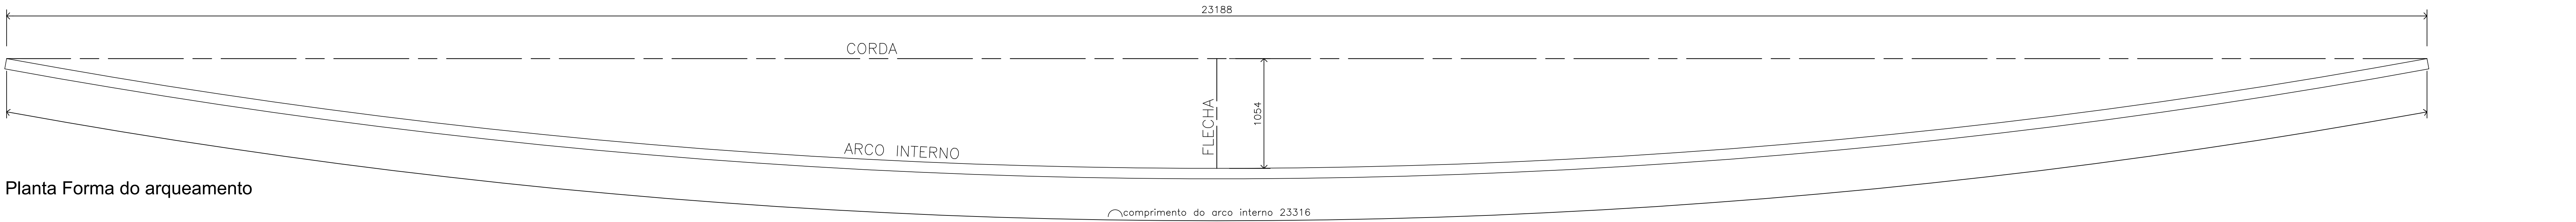 23188
CORDA
FLECHA
1054
ARCO INTERNO
Planta Forma do arqueamento
comprimento do arco interno 23316